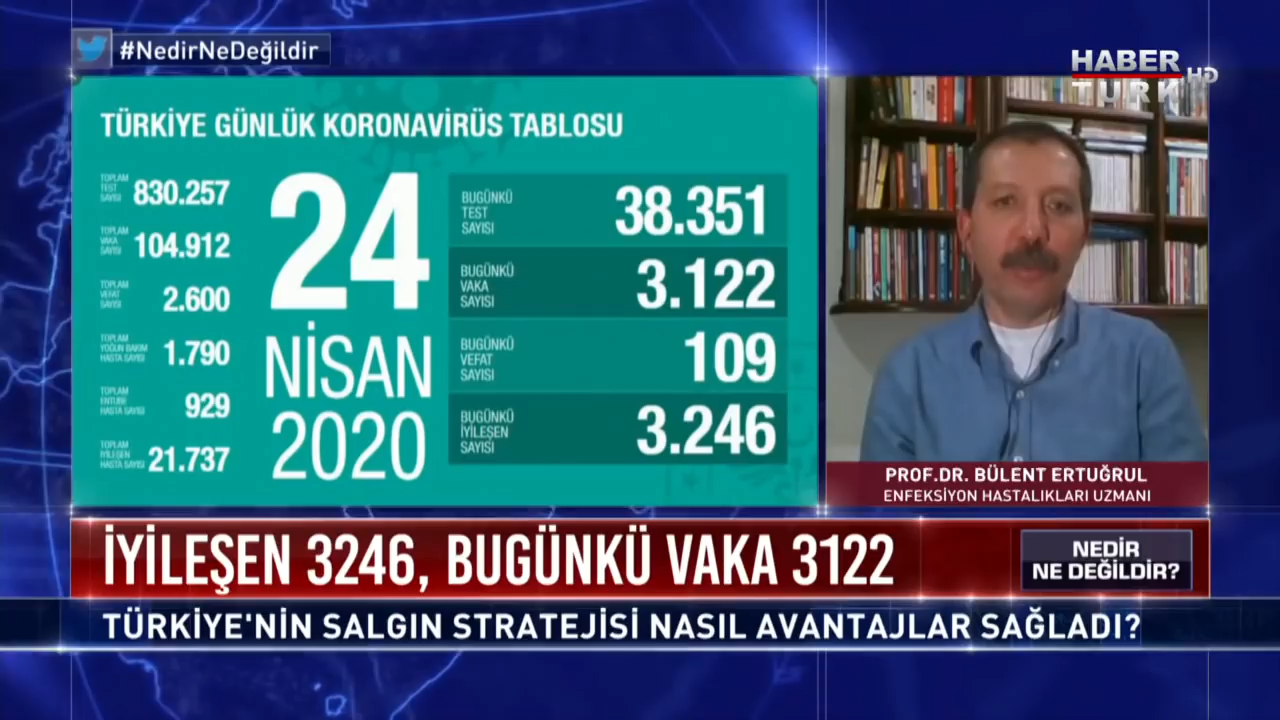 #NedirNeDeğildir
HABER
TÜRK HD
TÜRKİYE GÜNLÜK KORONAVİRÜS TABLOSU
TOPLAM
TEST
SAYISI
830.257
TOPLAM
VAKA
SAYISI
104.912
TOPLAM
VEFAT
SAYISI
2.600
TOPLAM
YOĞUN BAKIM
HASTA SAYISI
1.790
TOPLAM
ENTUBE
HASTA SAYISI
929
TOPLAM
İYİLEŞEN
HASTA SAYISI
21.737
24
NİSAN
2020
BUGÜNKÜ
TEST
SAYISI
38.351
BUGÜNKÜ
VAKA
SAYISI
3.122
BUGÜNKÜ
VEFAT
SAYISI
109
BUGÜNKÜ
İYİLEŞEN
SAYISI
3.246
PROF.DR. BÜLENT ERTUĞRUL
ENFEKSİYON HASTALIKLARI UZMANI
İYİLEŞEN 3246, BUGÜNKÜ VAKA 3122
NEDİR
NE DEĞİLDİR?
TÜRKİYE'NİN SALGIN STRATEJİSİ NASIL AVANTAJLAR SAĞLADI?